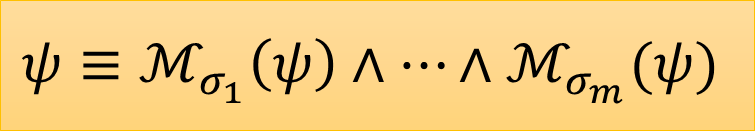 𝜓 ≡ ℳ_{𝜎_1}(𝜓) ∧ ⋯ ∧ ℳ_{𝜎_𝑚}(𝜓)